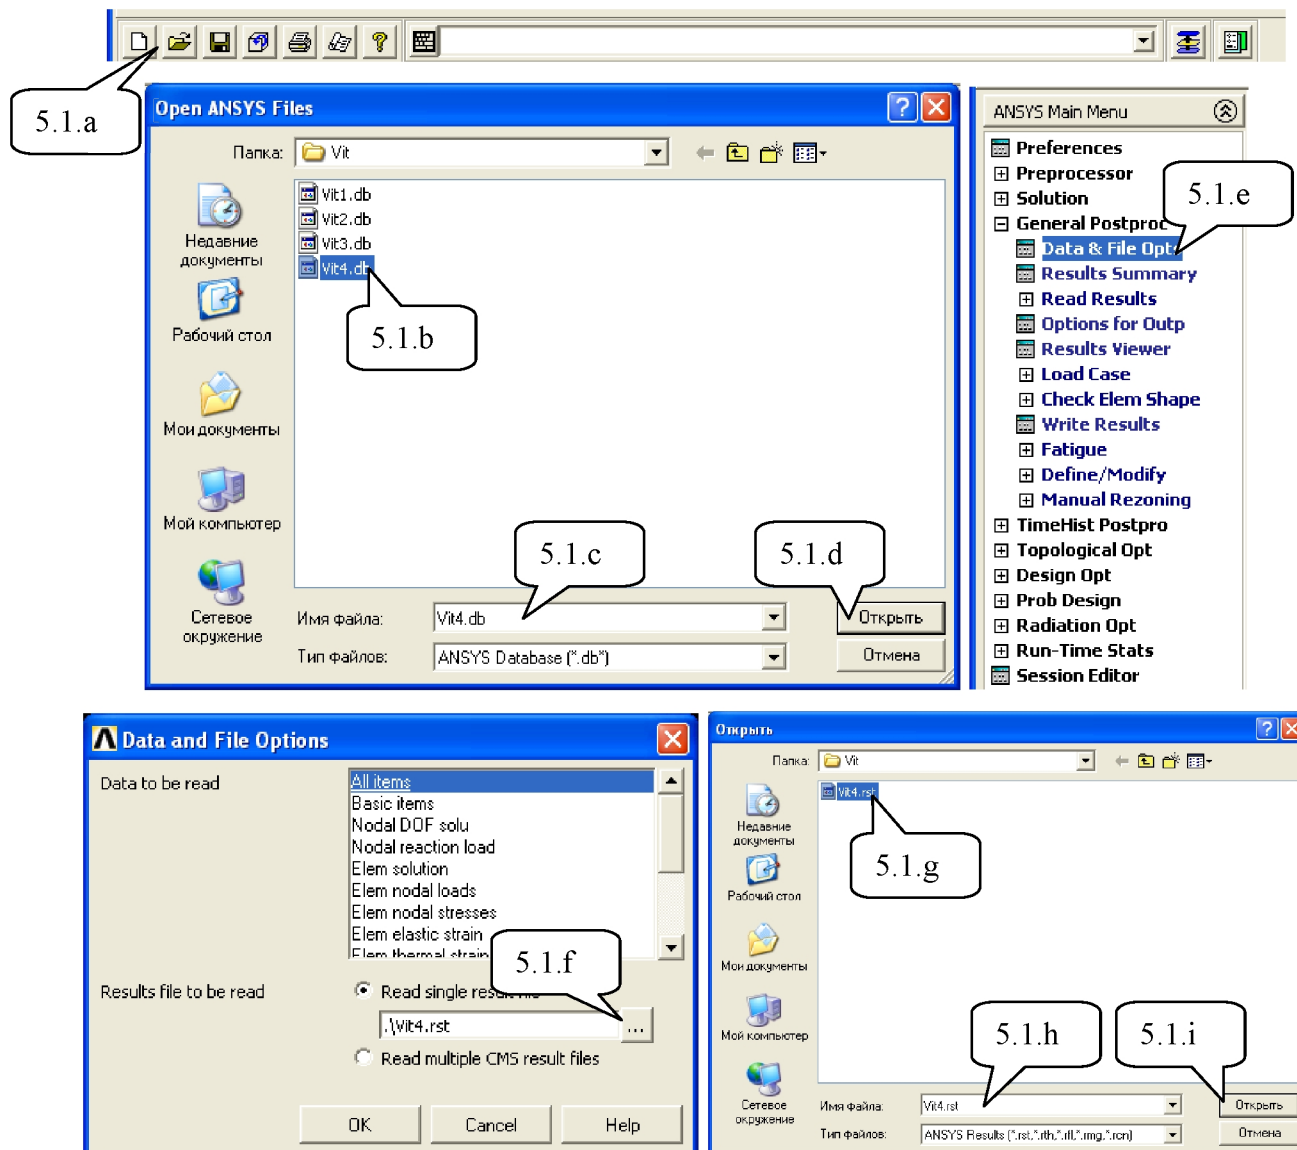 5.1.a
Open ANSYS Files
Папка:
Vit
Vit1.db
Vit2.db
Vit3.db
Vit4.db
5.1.b
Недавние
документы
Рабочий стол
Мои документы
Мой компьютер
Сетевое
окружение
5.1.c
5.1.d
Имя файла:
Vit4.db
Открыть
Тип файлов:
ANSYS Database (*.db*)
Отмена
ANSYS Main Menu
Preferences
Preprocessor
Solution
5.1.e
General Postproc
Data & File Opts
Results Summary
Read Results
Options for Outp
Results Viewer
Load Case
Check Elem Shape
Write Results
Fatigue
Define/Modify
Manual Rezoning
TimeHist Postpro
Topological Opt
Design Opt
Prob Design
Radiation Opt
Run-Time Stats
Session Editor
Data and File Options
Data to be read
All items
Basic items
Nodal DOF solu
Nodal reaction load
Elem solution
Elem nodal loads
Elem nodal stresses
Elem elastic strain
Elem thermal strain
5.1.f
Results file to be read
Read single result file
.\Vit4.rst
...
Read multiple CMS result files
OK
Cancel
Help
Открыть
Папка:
Vit
Vit4.rst
5.1.g
Недавние
документы
Рабочий стол
Мои документы
Мой компьютер
Сетевое
окружение
5.1.h
5.1.i
Имя файла:
Vit4.rst
Открыть
Тип файлов:
ANSYS Results (*.rst,*.rth,*.rfl,*.rmg,*.rcn)
Отмена